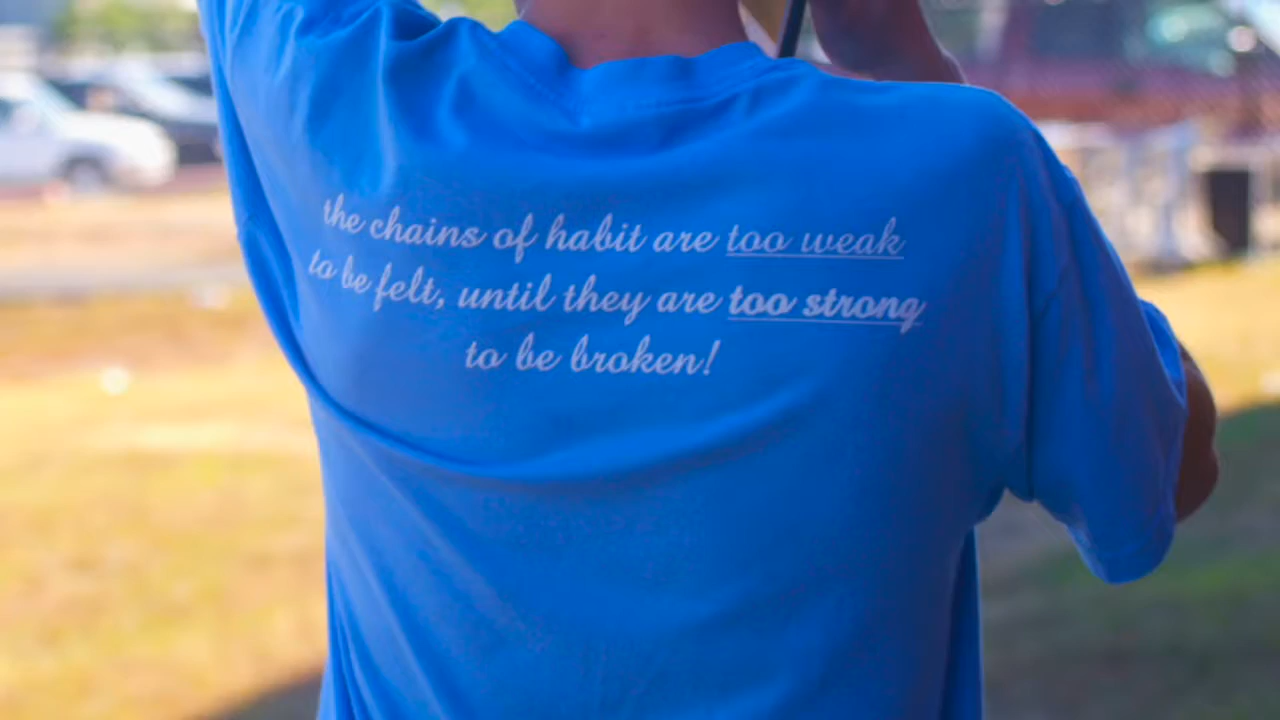 the chains of habit are too weak
to be felt, until they are too strong
to be broken!